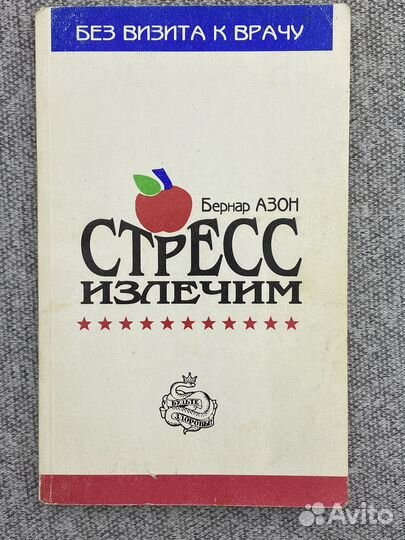 БЕЗ ВИЗИТА К ВРАЧУ
Бернар АЗОН
СТРЕСС
ИЗЛЕЧИМ
БУДЬТЕ
ЗДОРОВЫ!
Avito